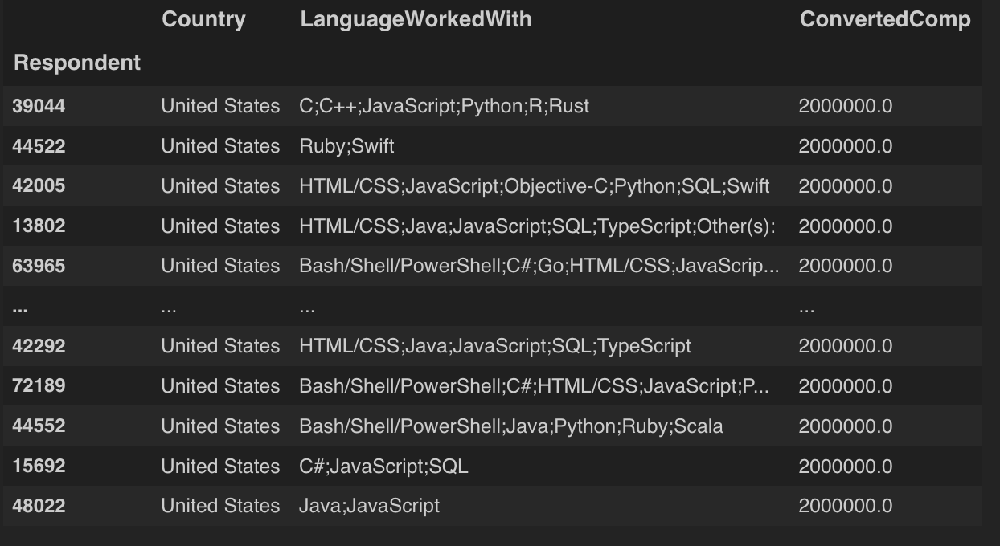 Country LanguageWorkedWith ConvertedComp
Respondent
39044 United States C;C++;JavaScript;Python;R;Rust 2000000.0
44522 United States Ruby;Swift 2000000.0
42005 United States HTML/CSS;JavaScript;Objective-C;Python;SQL;Swift 2000000.0
13802 United States HTML/CSS;Java;JavaScript;SQL;TypeScript;Other(s): 2000000.0
63965 United States Bash/Shell/PowerShell;C#;Go;HTML/CSS;JavaScrip... 2000000.0
... ... ... ...
42292 United States HTML/CSS;Java;JavaScript;SQL;TypeScript 2000000.0
72189 United States Bash/Shell/PowerShell;C#;HTML/CSS;JavaScript;P... 2000000.0
44552 United States Bash/Shell/PowerShell;Java;Python;Ruby;Scala 2000000.0
15692 United States C#;JavaScript;SQL 2000000.0
48022 United States Java;JavaScript 2000000.0